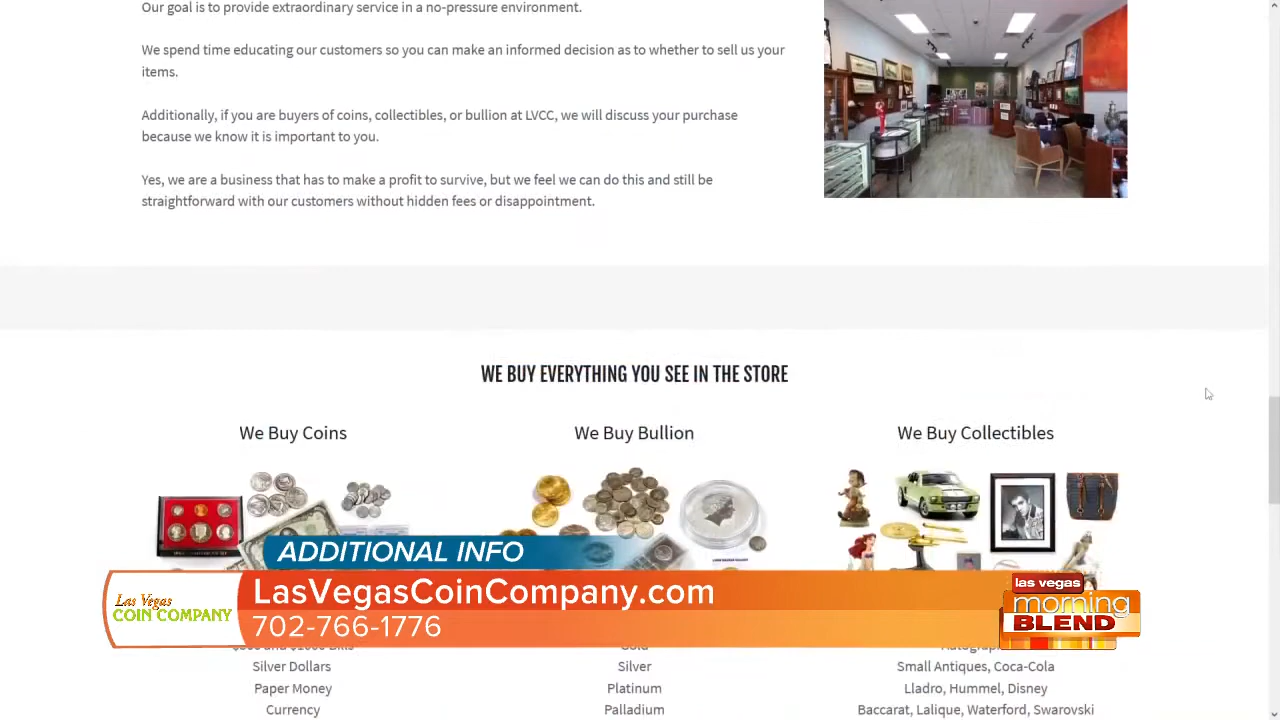 Our goal is to provide extraordinary service in a no-pressure environment.
We spend time educating our customers so you can make an informed decision as to whether to sell us your
items.
Additionally, if you are buyers of coins, collectibles, or bullion at LVCC, we will discuss your purchase
because we know it is important to you.
Yes, we are a business that has to make a profit to survive, but we feel we can do this and still be
straightforward with our customers without hidden fees or disappointment.
WE BUY EVERYTHING YOU SEE IN THE STORE
We Buy Coins
We Buy Bullion
We Buy Collectibles
ADDITIONAL INFO
Las Vegas
COIN COMPANY
LasVegasCoinCompany.com
702-766-1776
las vegas
morning
BLEND
Silver Dollars
Silver
Small Antiques, Coca-Cola
Paper Money
Platinum
Lladro, Hummel, Disney
Currency
Palladium
Baccarat, Lalique, Waterford, Swarovski